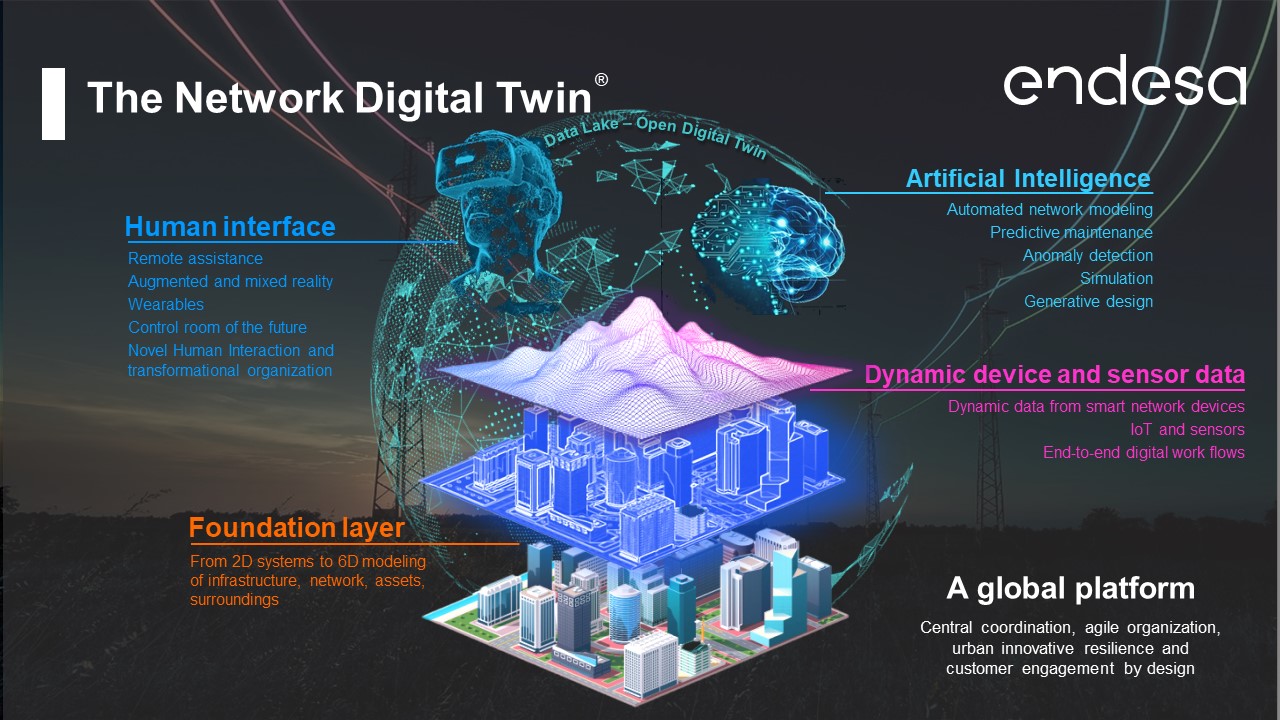 The Network Digital Twin®
endesa
Data Lake – Open Digital Twin
Human interface
Remote assistance
Augmented and mixed reality
Wearables
Control room of the future
Novel Human Interaction and
transformational organization
Artificial Intelligence
Automated network modeling
Predictive maintenance
Anomaly detection
Simulation
Generative design
Dynamic device and sensor data
Dynamic data from smart network devices
IoT and sensors
End-to-end digital work flows
Foundation layer
From 2D systems to 6D modeling
of infrastructure, network, assets,
surroundings
A global platform
Central coordination, agile organization,
urban innovative resilience and
customer engagement by design